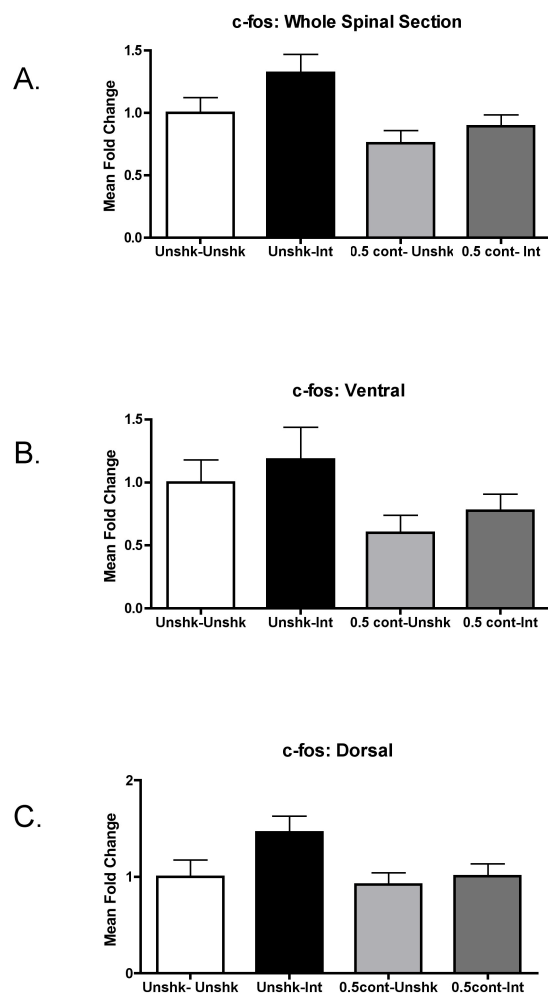 c-fos: Whole Spinal Section
A.
Mean Fold Change
1.5
1.0
0.5
0.0
Unshk-Unshk Unshk-Int 0.5 cont- Unshk 0.5 cont- Int
c-fos: Ventral
B.
Mean Fold Change
1.5
1.0
0.5
0.0
Unshk-Unshk Unshk-Int 0.5 cont-Unshk 0.5 cont-Int
c-fos: Dorsal
C.
Mean Fold Change
2
1
0
Unshk- Unshk Unshk-Int 0.5cont-Unshk 0.5cont-Int